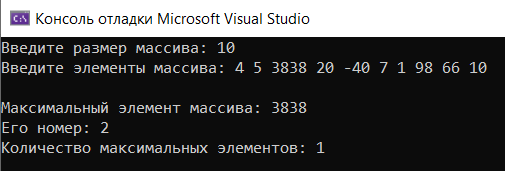 Консоль отладки Microsoft Visual Studio
Введите размер массива: 10
Введите элементы массива: 4 5 3838 20 -40 7 1 98 66 10
Максимальный элемент массива: 3838
Его номер: 2
Количество максимальных элементов: 1